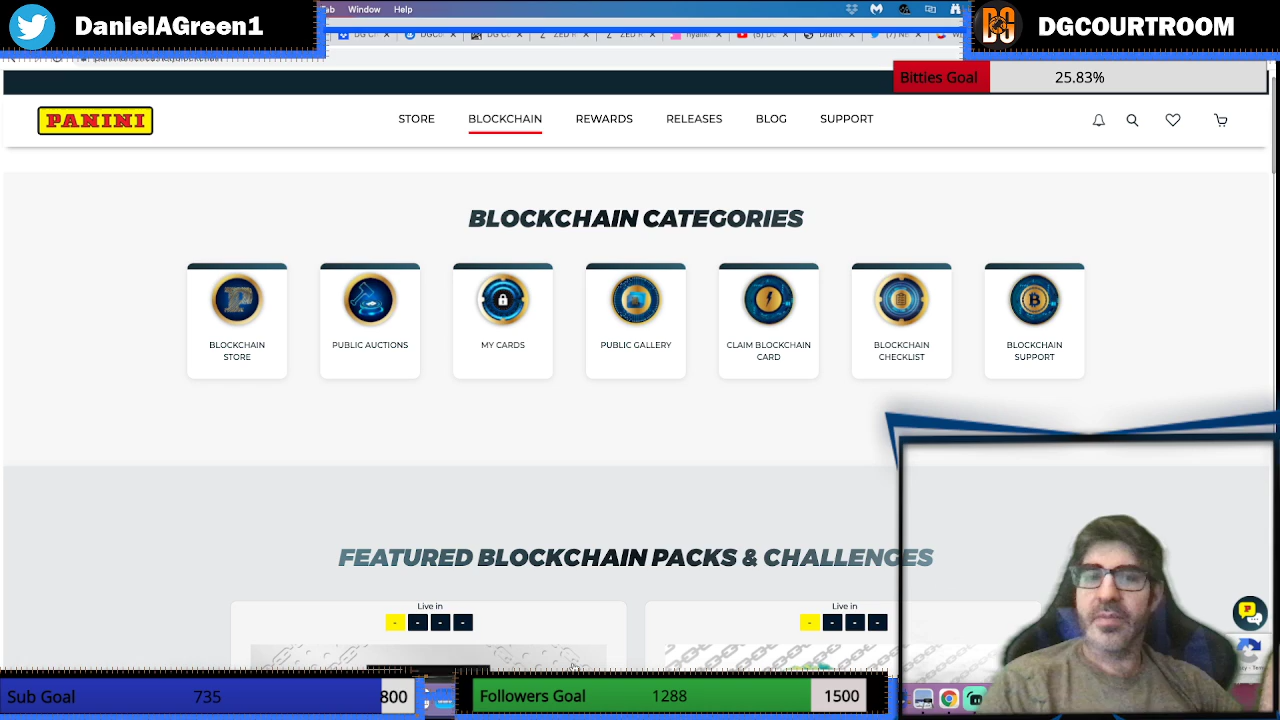 DanielAGreen1
Tab Window Help
DGCOURTROOM
Bitties Goal 25.83%
PANINI
STORE BLOCKCHAIN REWARDS RELEASES BLOG SUPPORT
BLOCKCHAIN CATEGORIES
BLOCKCHAIN
STORE
PUBLIC AUCTIONS
MY CARDS
PUBLIC GALLERY
CLAIM BLOCKCHAIN
CARD
BLOCKCHAIN
CHECKLIST
BLOCKCHAIN
SUPPORT
FEATURED BLOCKCHAIN PACKS & CHALLENGES
Live in
- - - -
Live in
- - - -
Sub Goal 735 800
Followers Goal 1288 1500